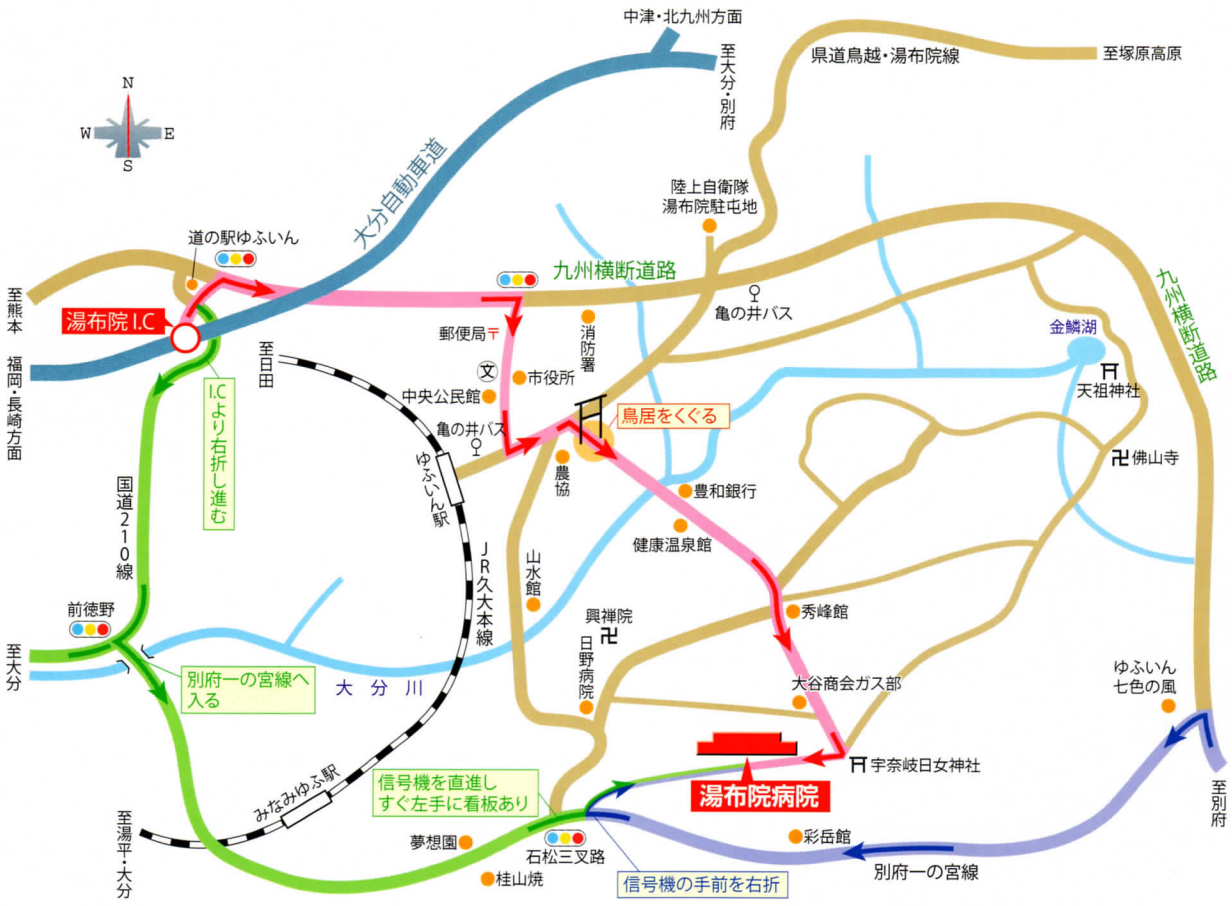 中津・北九州方面
至大分・別府
県道鳥越・湯布院線
至塚原高原
N
W
E
S
大分自動車道
陸上自衛隊
湯布院駐屯地
道の駅ゆふいん
九州横断道路
九州横断道路
至熊本
湯布院I.C
福岡・長崎方面
郵便局〒
消防署
亀の井バス
金鱗湖
天祖神社
至日田
文
市役所
中央公民館
亀の井バス
鳥居をくぐる
I.Cより右折し進む
ゆふいん駅
農協
佛山寺
豊和銀行
健康温泉館
国道210線
JR久大本線
山水館
前徳野
興禅院
日野病院
秀峰館
至大分
別府一の宮線へ
入る
大分川
大谷商会ガス部
ゆふいん
七色の風
宇奈岐日女神社
信号機を直進し
すぐ左手に看板あり
湯布院病院
みなみゆふ駅
至湯平・大分
至別府
夢想園
石松三叉路
彩岳館
桂山焼
信号機の手前を右折
別府一の宮線